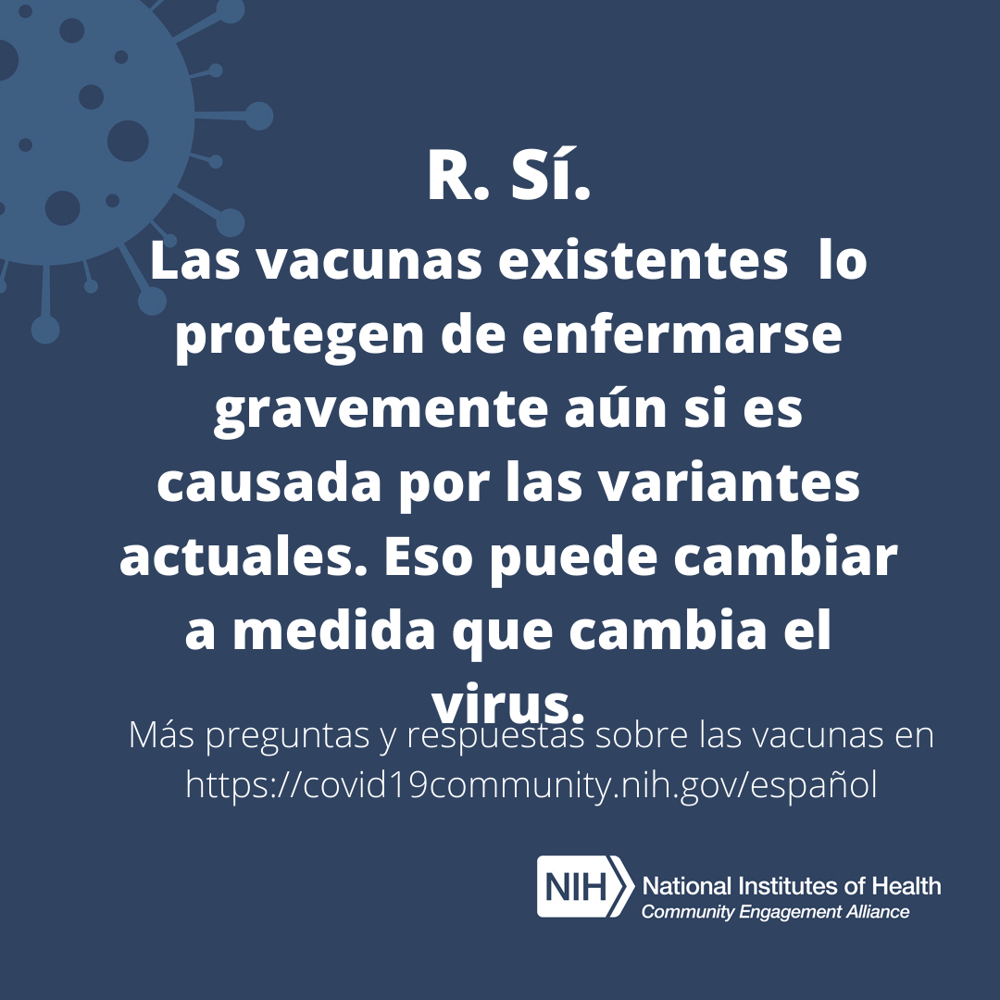 R. Sí.
Las vacunas existentes  lo
protegen de enfermarse
gravemente aún si es
causada por las variantes
actuales. Eso puede cambiar
a medida que cambia el
virus.
Más preguntas y respuestas sobre las vacunas en
https://covid19community.nih.gov/español
NIH National Institutes of Health
Community Engagement Alliance